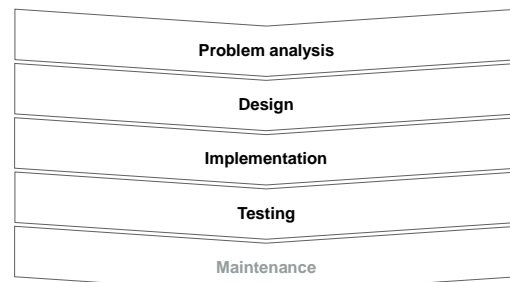 Problem analysis
Design
Implementation
Testing
Maintenance